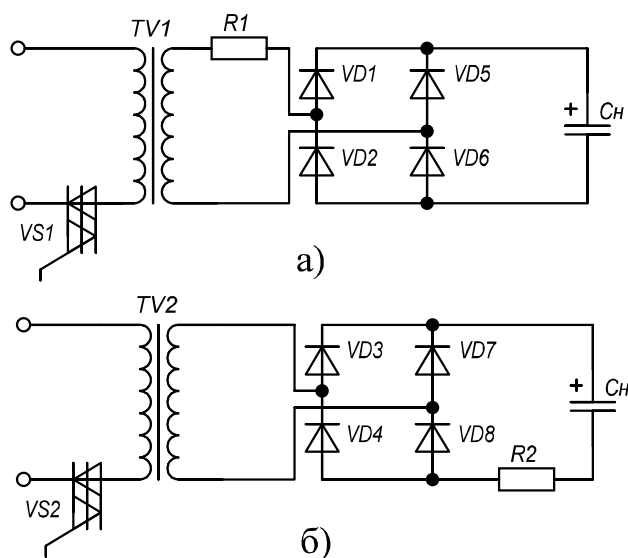 TV1
R1
VD1
VD5
+
Cн
VD2
VD6
VS1
а)
TV2
VD3
VD7
+
Cн
VD4
VD8
R2
VS2
б)